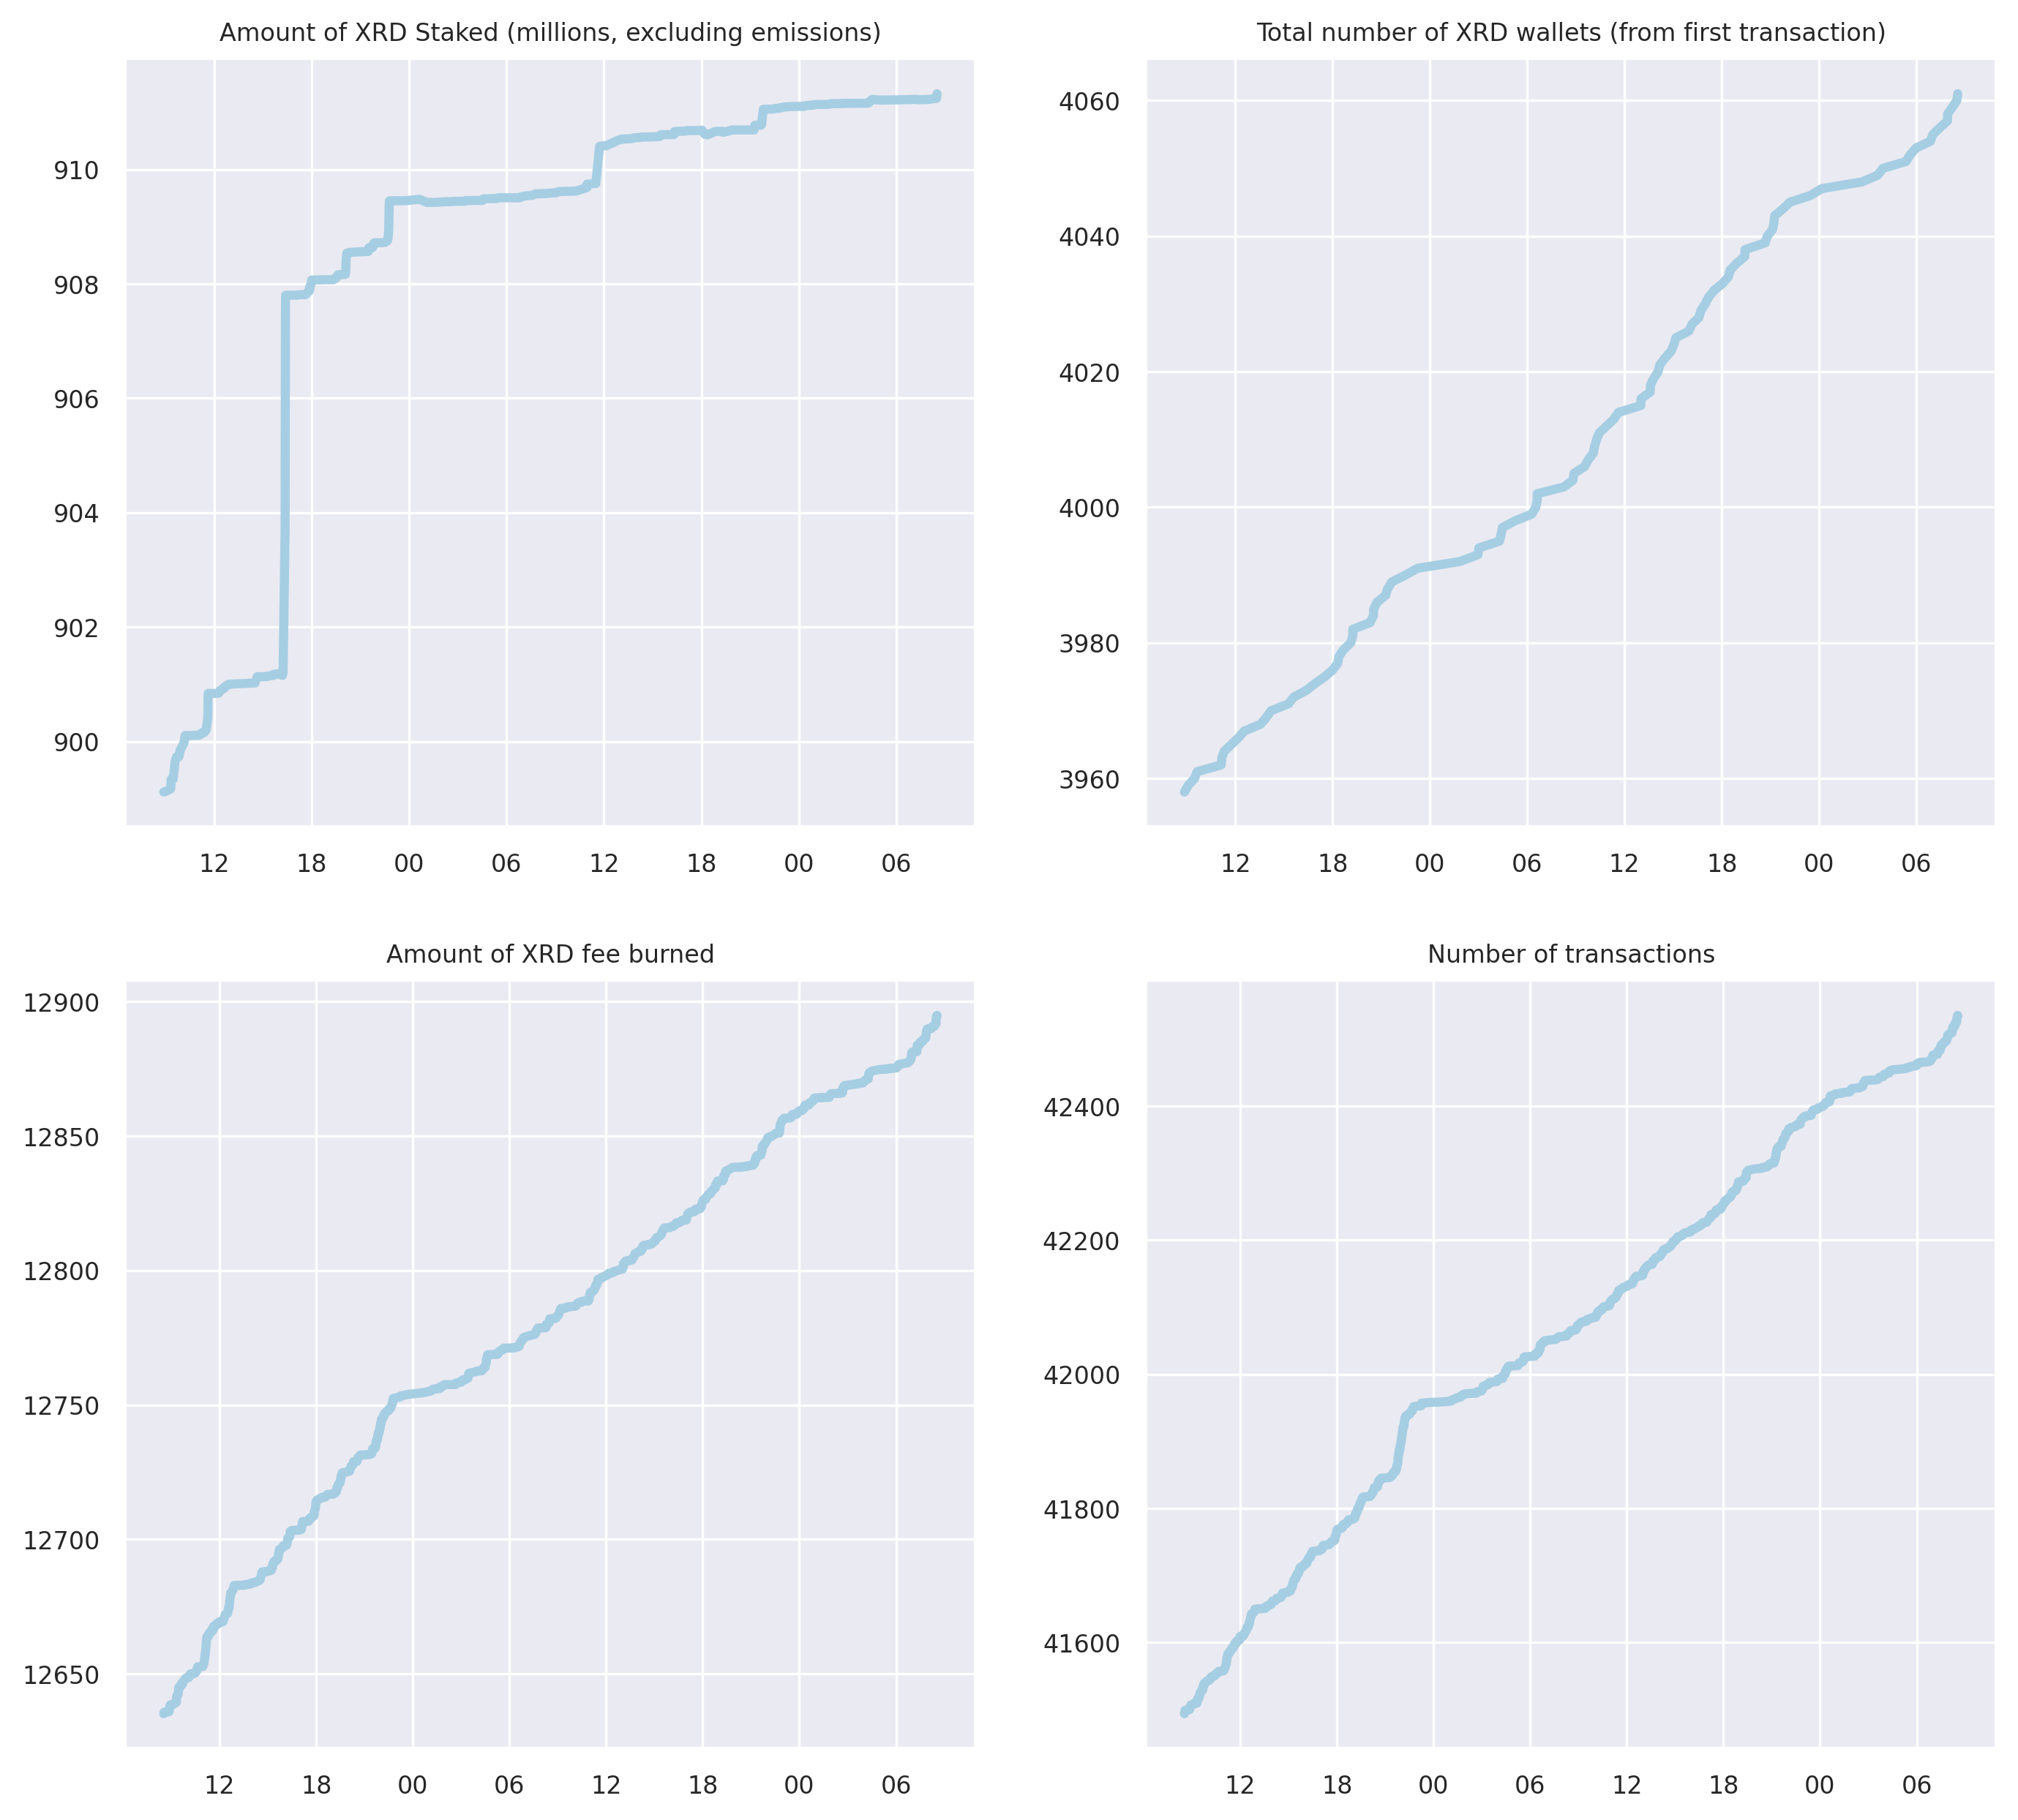 Amount of XRD Staked (millions, excluding emissions)
910
908
906
904
902
900
12 18 00 06 12 18 00 06
Total number of XRD wallets (from first transaction)
4060
4040
4020
4000
3980
3960
12 18 00 06 12 18 00 06
Amount of XRD fee burned
12900
12850
12800
12750
12700
12650
12 18 00 06 12 18 00 06
Number of transactions
42400
42200
42000
41800
41600
12 18 00 06 12 18 00 06